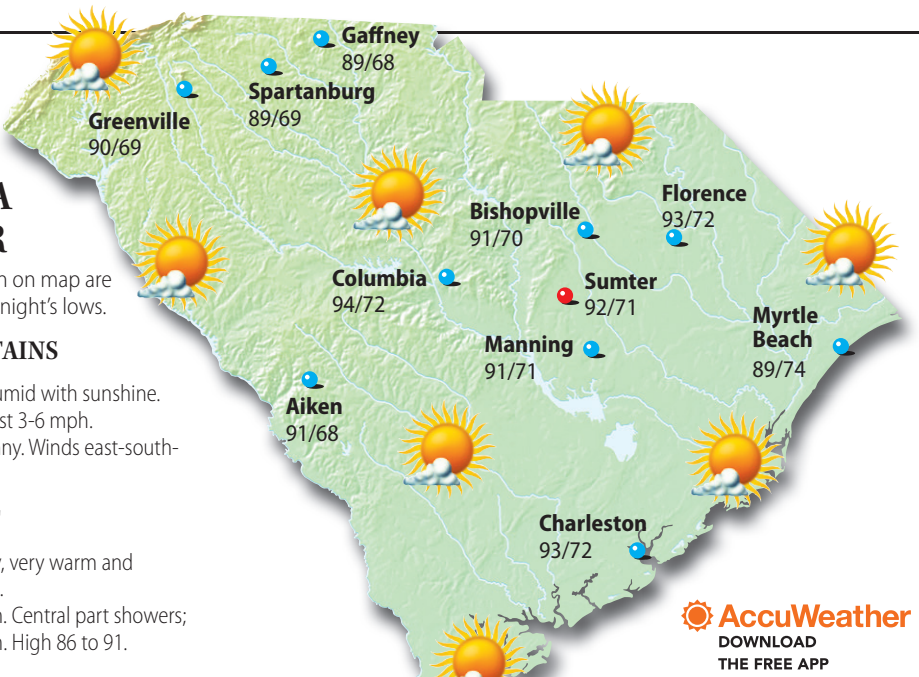 Gaffney
89/68
Spartanburg
89/69
Greenville
90/69
A
R
n on map are
night's lows.
Bishopville
91/70
Florence
93/72
Columbia
94/72
Sumter
92/71
Manning
91/71
Myrtle
Beach
89/74
TAINS
umid with sunshine.
st 3-6 mph.
ny. Winds east-south-
Aiken
91/68
Charleston
93/72
, very warm and
. Central part showers;
. High 86 to 91.
AccuWeather
DOWNLOAD
THE FREE APP